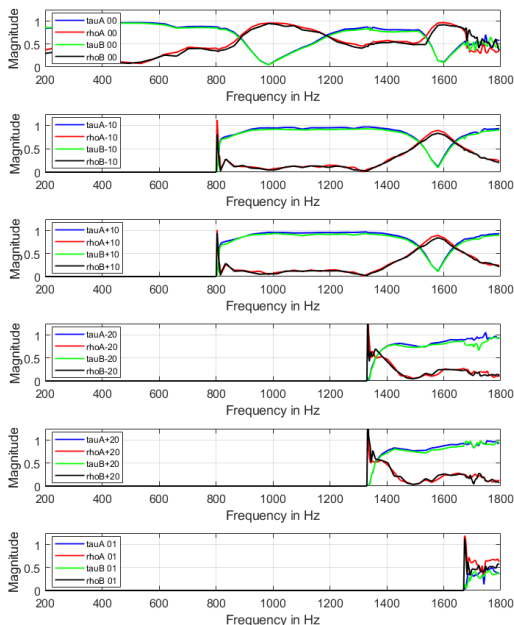 Magnitude
1
0.5
0
tauA 00
rhoA 00
tauB 00
rhoB 00
200 400 600 800 1000 1200 1400 1600 1800
Frequency in Hz
Magnitude
1
0.5
0
tauA-10
rhoA-10
tauB-10
rhoB-10
200 400 600 800 1000 1200 1400 1600 1800
Frequency in Hz
Magnitude
1
0.5
0
tauA+10
rhoA+10
tauB+10
rhoB+10
200 400 600 800 1000 1200 1400 1600 1800
Frequency in Hz
Magnitude
1
0.5
0
tauA-20
rhoA-20
tauB-20
rhoB-20
200 400 600 800 1000 1200 1400 1600 1800
Frequency in Hz
Magnitude
1
0.5
0
tauA+20
rhoA+20
tauB+20
rhoB+20
200 400 600 800 1000 1200 1400 1600 1800
Frequency in Hz
Magnitude
1
0.5
0
tauA 01
rhoA 01
tauB 01
rhoB 01
200 400 600 800 1000 1200 1400 1600 1800
Frequency in Hz